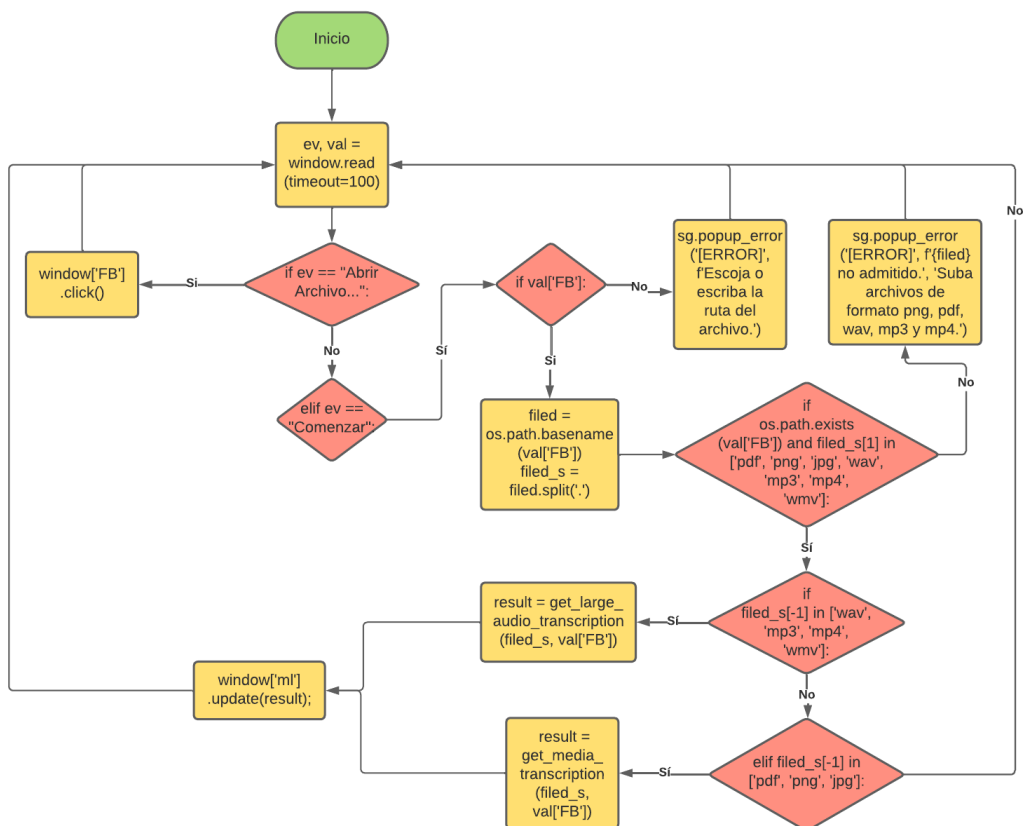 Inicio
ev, val =
window.read
(timeout=100)
No
window['FB']
.click()
Si
if ev == "Abrir
Archivo...":
No
elif ev ==
"Comenzar":
Sí
if val['FB']:
No
sg.popup_error
('[ERROR]',
f'Escoja o
escriba la
ruta del
archivo.')
sg.popup_error
('[ERROR]', f'{filed}
no admitido.', 'Suba
archivos de
formato png, pdf,
wav, mp3 y mp4.')
Si
No
filed =
os.path.basename
(val['FB'])
filed_s =
filed.split('.')
if
os.path.exists
(val['FB']) and filed_s[1] in
['pdf', 'png', 'jpg', 'wav',
'mp3', 'mp4',
'wmv']:
Sí
if
filed_s[-1] in ['wav',
'mp3', 'mp4',
'wmv']:
Sí
result = get_large_
audio_transcription
(filed_s, val['FB'])
window['ml']
.update(result);
No
elif filed_s[-1] in
['pdf', 'png', 'jpg']:
Sí
result =
get_media_
transcription
(filed_s,
val['FB'])